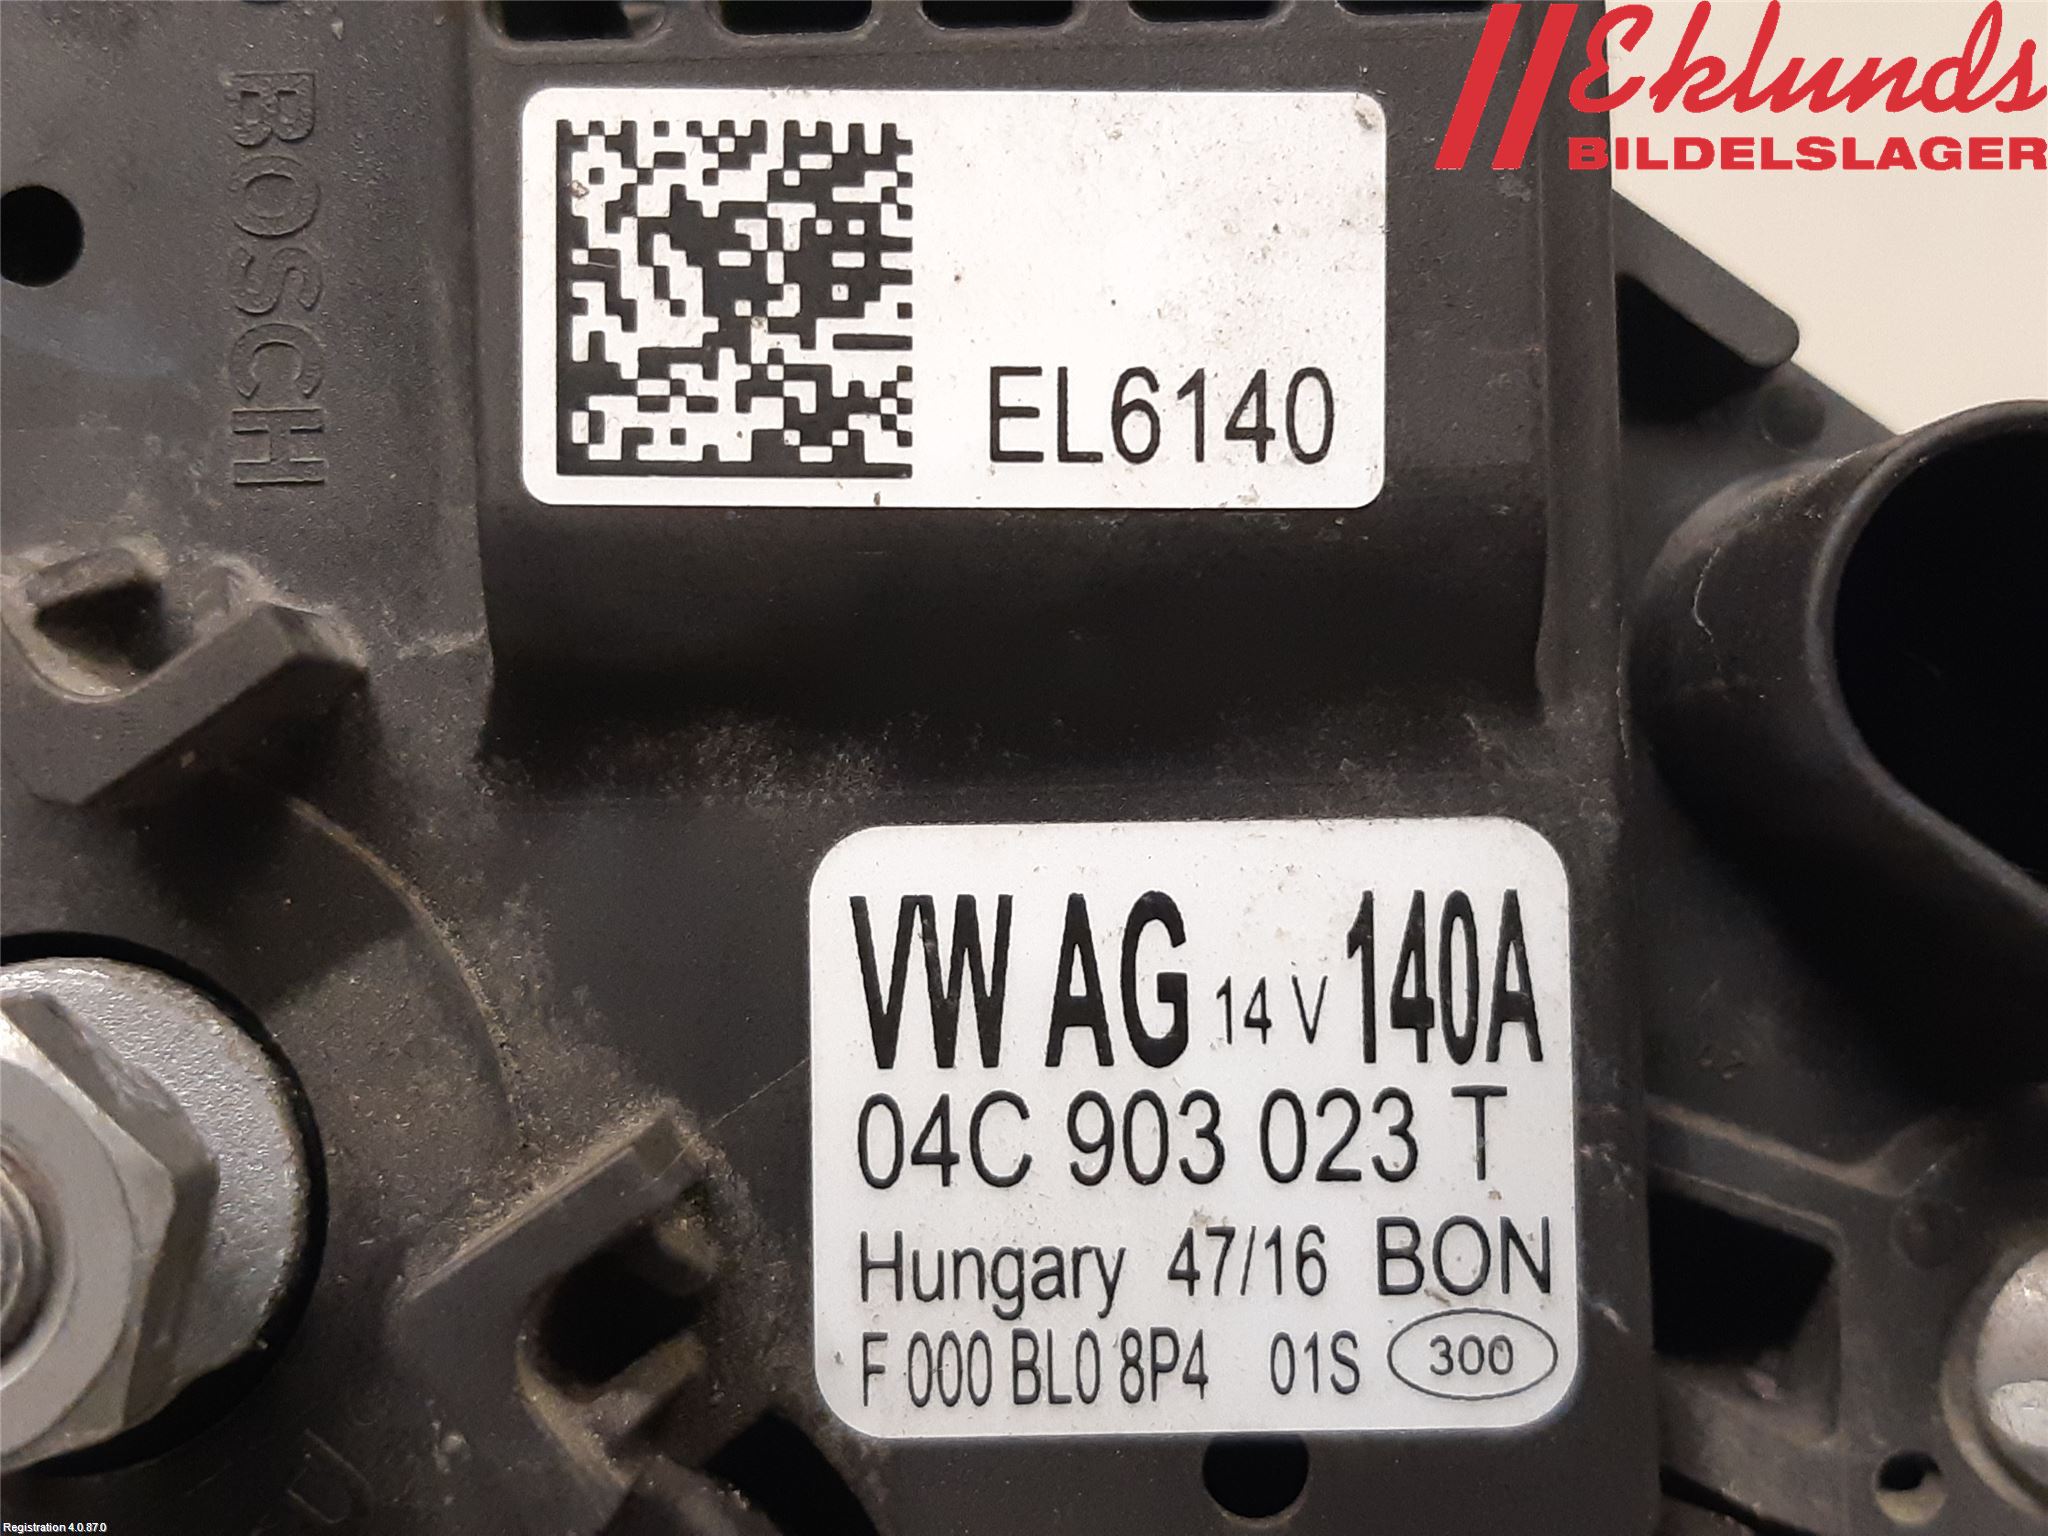 Eklunds
BILDELSLAGER
BOSCH
EL6140
VW AG 14 V 140A
04C 903 023 T
Hungary 47/16 BON
F 000 BL0 8P4 01S 300
Registration 4.0.87.0